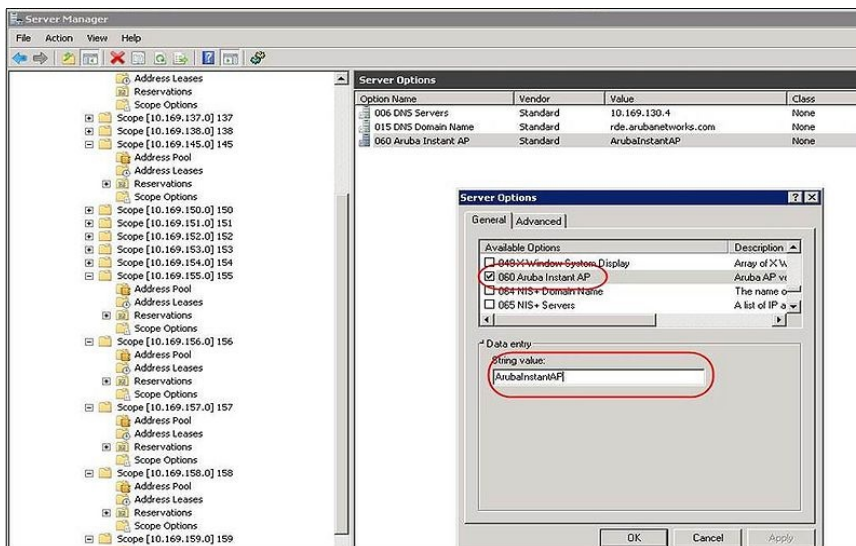 Server Manager
File Action View Help
Address Leases
Reservations
Scope Options
Scope [10.169.137.0] 137
Scope [10.169.138.0] 138
Scope [10.169.145.0] 145
Address Pool
Address Leases
Reservations
Scope Options
Scope [10.169.150.0] 150
Scope [10.169.151.0] 151
Scope [10.169.152.0] 152
Scope [10.169.153.0] 153
Scope [10.169.154.0] 154
Scope [10.169.155.0] 155
Address Pool
Address Leases
Reservations
Scope Options
Scope [10.169.156.0] 156
Address Pool
Address Leases
Reservations
Scope Options
Scope [10.169.157.0] 157
Address Pool
Address Leases
Reservations
Scope Options
Scope [10.169.158.0] 158
Address Pool
Address Leases
Reservations
Scope Options
Scope [10.169.159.0] 159
Server Options
Option Name Vendor Value Class
006 DNS Servers Standard 10.169.130.4 None
015 DNS Domain Name Standard rde.arubanetworks.com None
060 Aruba Instant AP Standard ArubaInstantAP None
Server Options
General Advanced
Available Options Description
049 X Window System Display Array of X W
060 Aruba Instant AP Aruba AP ve
064 NIS+ Domain Name The name o
065 NIS+ Servers A list of IP a
Data entry
String value:
ArubaInstantAP
OK Cancel Apply